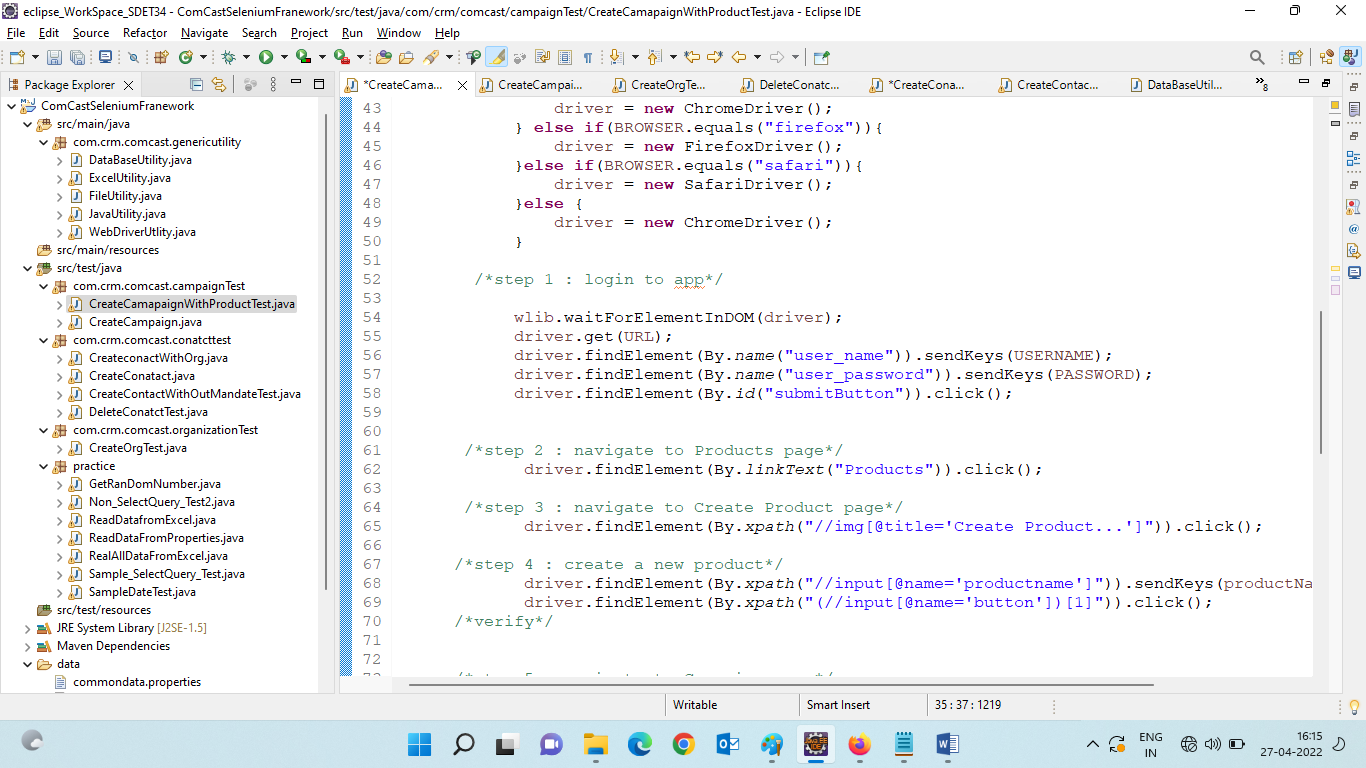 eclipse_WorkSpace_SDET34 - ComCastSeleniumFranework/src/test/java/com/crm/comcast/campaignTest/CreateCamapaignWithProductTest.java - Eclipse IDE
File Edit Source Refactor Navigate Search Project Run Window Help
Package Explorer
*CreateCama... CreateCampai... CreateOrgTe... DeleteConatc... *CreateCona... CreateContac... DataBaseUtil... »8
ComCastSeleniumFranework
src/main/java
com.crm.comcast.genericutility
DataBaseUtility.java
ExcelUtility.java
FileUtility.java
JavaUtility.java
WebDriverUtlity.java
src/main/resources
src/test/java
com.crm.comcast.campaignTest
CreateCamapaignWithProductTest.java
CreateCampaign.java
com.crm.comcast.conatcttest
CreateconactWithOrg.java
CreateConatact.java
CreateContactWithOutMandateTest.java
DeleteConatctTest.java
com.crm.comcast.organizationTest
CreateOrgTest.java
practice
GetRanDomNumber.java
Non_SelectQuery_Test2.java
ReadDatafromExcel.java
ReadDataFromProperties.java
RealAllDataFromExcel.java
Sample_SelectQuery_Test.java
SampleDateTest.java
src/test/resources
JRE System Library [J2SE-1.5]
Maven Dependencies
data
commondata.properties
43 driver = new ChromeDriver();
44 } else if(BROWSER.equals("firefox")){
45 driver = new FirefoxDriver();
46 }else if(BROWSER.equals("safari")){
47 driver = new SafariDriver();
48 }else {
49 driver = new ChromeDriver();
50 }
51
52 /*step 1 : login to app*/
53
54 wlib.waitForElementInDOM(driver);
55 driver.get(URL);
56 driver.findElement(By.name("user_name")).sendKeys(USERNAME);
57 driver.findElement(By.name("user_password")).sendKeys(PASSWORD);
58 driver.findElement(By.id("submitButton")).click();
59
60
61 /*step 2 : navigate to Products page*/
62 driver.findElement(By.linkText("Products")).click();
63
64 /*step 3 : navigate to Create Product page*/
65 driver.findElement(By.xpath("//img[@title='Create Product...']")).click();
66
67 /*step 4 : create a new product*/
68 driver.findElement(By.xpath("//input[@name='productname']")).sendKeys(productNa
69 driver.findElement(By.xpath("(//input[@name='button'])[1]")).click();
70 /*verify*/
71
72
Writable Smart Insert 35 : 37 : 1219
ENG
IN
16:15
27-04-2022